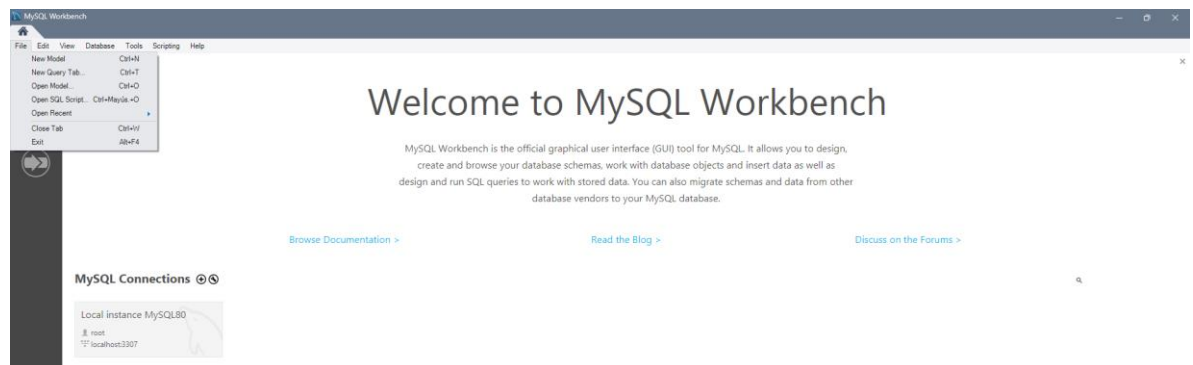 MySQL Workbench
File Edit View Database Tools Scripting Help
New Model Ctrl+N
New Query Tab... Ctrl+T
Open Model... Ctrl+O
Open SQL Script... Ctrl+Mayús.+O
Open Recent
Close Tab Ctrl+W
Exit Alt+F4
Welcome to MySQL Workbench
MySQL Workbench is the official graphical user interface (GUI) tool for MySQL. It allows you to design,
create and browse your database schemas, work with database objects and insert data as well as
design and run SQL queries to work with stored data. You can also migrate schemas and data from other
database vendors to your MySQL database.
Browse Documentation > Read the Blog > Discuss on the Forums >
MySQL Connections
Local instance MySQL80
root
localhost:3307